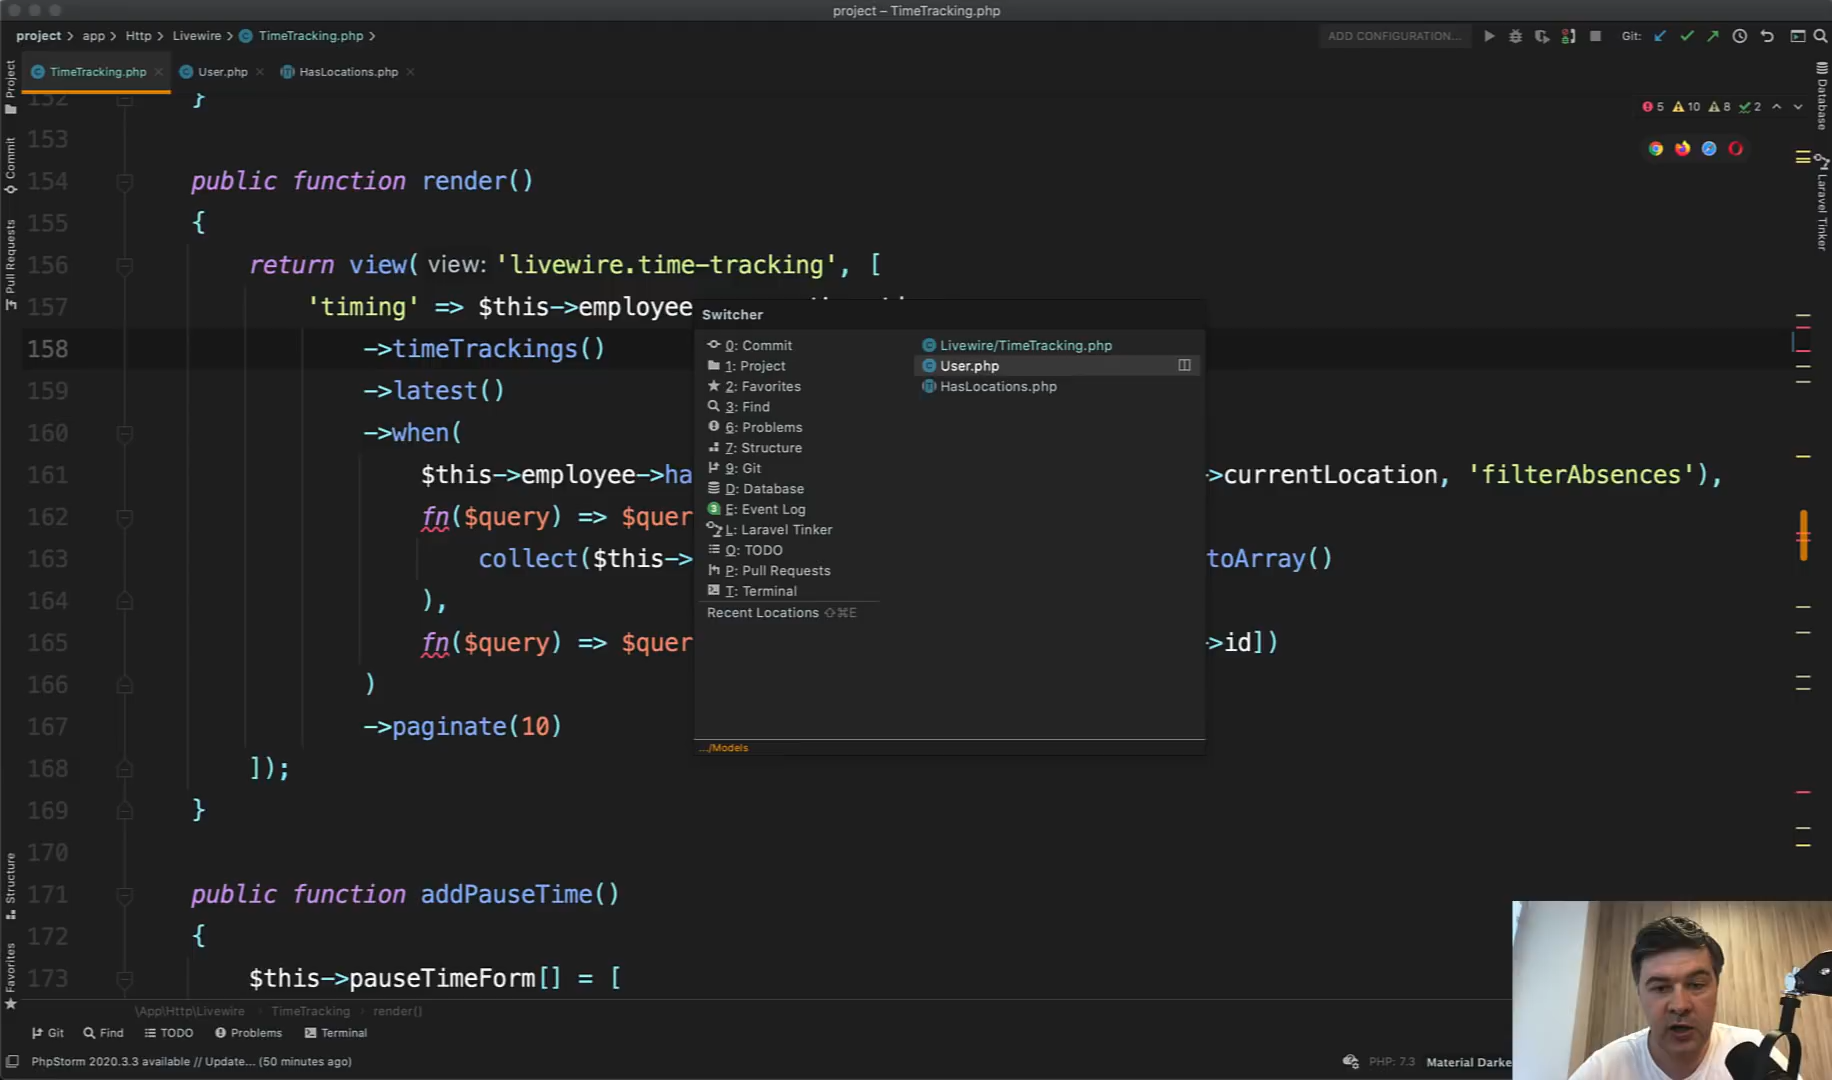 project – TimeTracking.php
project > app > Http > Livewire > TimeTracking.php >
ADD CONFIGURATION...
Git:
TimeTracking.php
User.php
HasLocations.php
Project
Commit
Pull Requests
Structure
Favorites
Database
Laravel Tinker
5 10 8 2
152 }
153
154 public function render()
155 {
156 return view( view: 'livewire.time-tracking', [
157 'timing' => $this->employee
158 ->timeTrackings()
159 ->latest()
160 ->when(
161 $this->employee->ha >currentLocation, 'filterAbsences'),
162 fn($query) => $quer
163 collect($this-> toArray()
164 ),
165 fn($query) => $quer >id])
166 )
167 ->paginate(10)
168 ]);
169 }
170
171 public function addPauseTime()
172 {
173 $this->pauseTimeForm[] = [
Switcher
0: Commit
1: Project
2: Favorites
3: Find
6: Problems
7: Structure
9: Git
D: Database
E: Event Log
L: Laravel Tinker
O: TODO
P: Pull Requests
T: Terminal
Recent Locations ⇧⌘E
Livewire/TimeTracking.php
User.php
HasLocations.php
.../Models
\App\Http\Livewire > TimeTracking > render()
Git Find TODO Problems Terminal
PhpStorm 2020.3.3 available // Update... (50 minutes ago)
PHP: 7.3 Material Darke